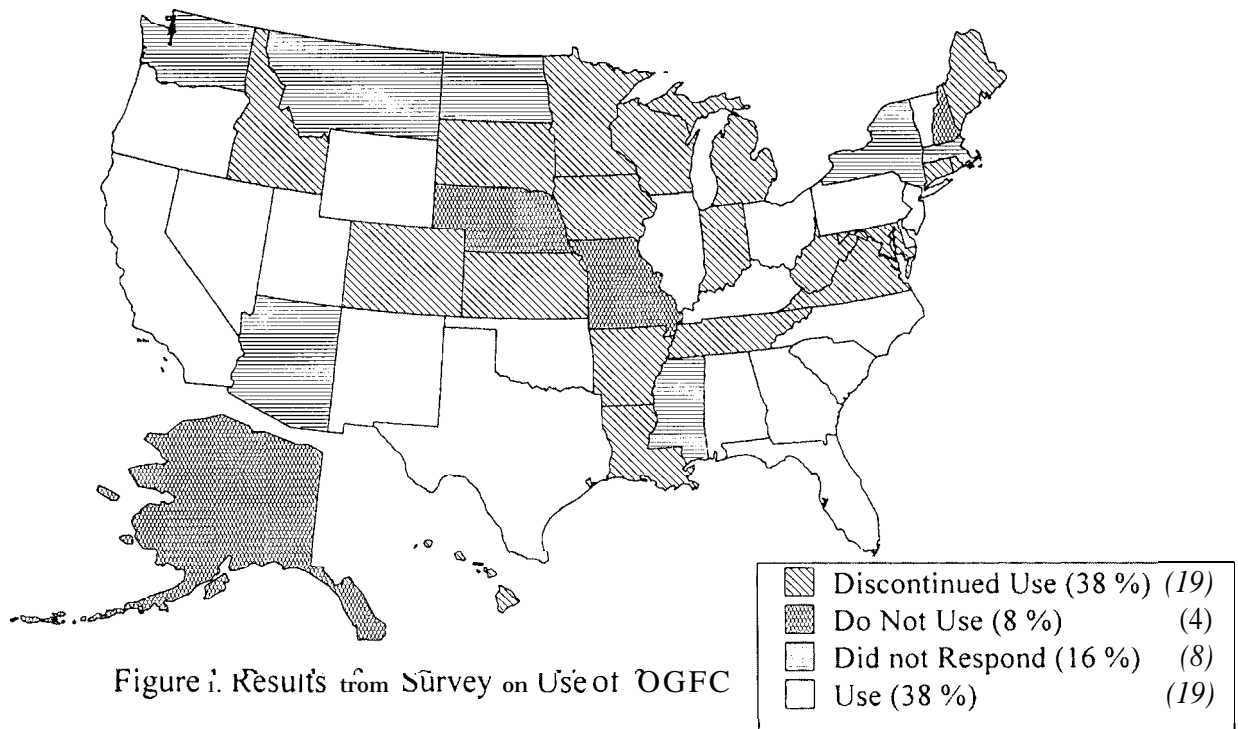 Discontinued Use (38 %) (19)
Do Not Use (8 %) (4)
Did not Respond (16 %) (8)
Use (38 %) (19)
Figure 1. Results from Survey on Use of OGFC